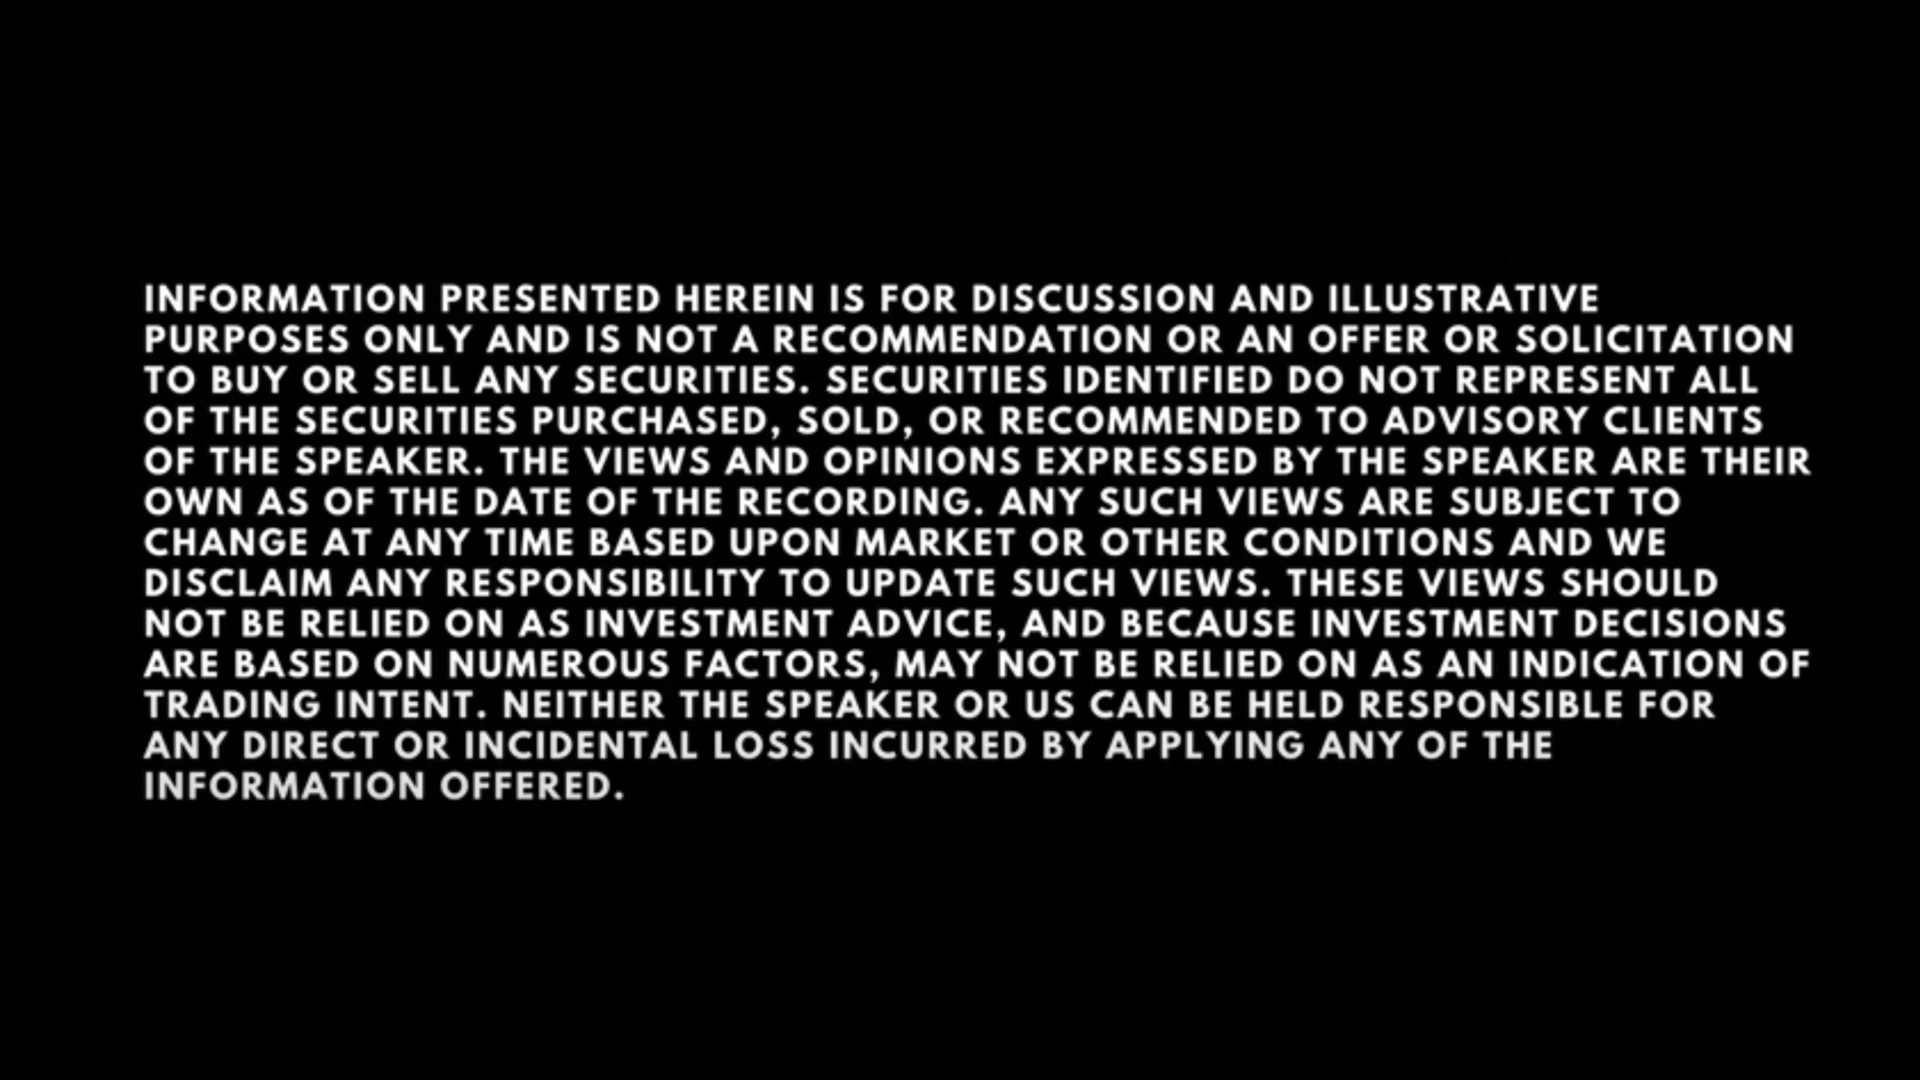 INFORMATION PRESENTED HEREIN IS FOR DISCUSSION AND ILLUSTRATIVE
PURPOSES ONLY AND IS NOT A RECOMMENDATION OR AN OFFER OR SOLICITATION
TO BUY OR SELL ANY SECURITIES. SECURITIES IDENTIFIED DO NOT REPRESENT ALL
OF THE SECURITIES PURCHASED, SOLD, OR RECOMMENDED TO ADVISORY CLIENTS
OF THE SPEAKER. THE VIEWS AND OPINIONS EXPRESSED BY THE SPEAKER ARE THEIR
OWN AS OF THE DATE OF THE RECORDING. ANY SUCH VIEWS ARE SUBJECT TO
CHANGE AT ANY TIME BASED UPON MARKET OR OTHER CONDITIONS AND WE
DISCLAIM ANY RESPONSIBILITY TO UPDATE SUCH VIEWS. THESE VIEWS SHOULD
NOT BE RELIED ON AS INVESTMENT ADVICE, AND BECAUSE INVESTMENT DECISIONS
ARE BASED ON NUMEROUS FACTORS, MAY NOT BE RELIED ON AS AN INDICATION OF
TRADING INTENT. NEITHER THE SPEAKER OR US CAN BE HELD RESPONSIBLE FOR
ANY DIRECT OR INCIDENTAL LOSS INCURRED BY APPLYING ANY OF THE
INFORMATION OFFERED.